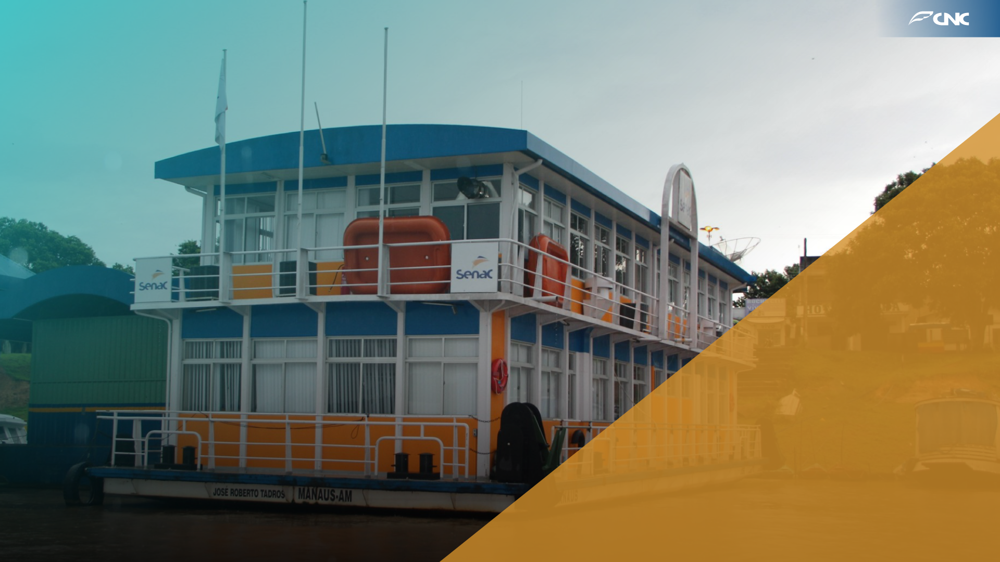 CNC
Senac
Senac
JOSÉ ROBERTO TADROS MANAUS-AM